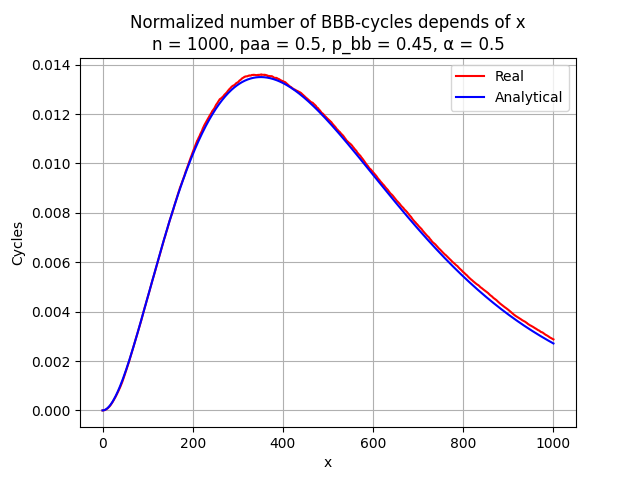 Normalized number of BBB-cycles depends of x
n = 1000, paa = 0.5, p_bb = 0.45, α = 0.5
Real
Analytical
Cycles
0.014
0.012
0.010
0.008
0.006
0.004
0.002
0.000
0
200
400
600
800
1000
x